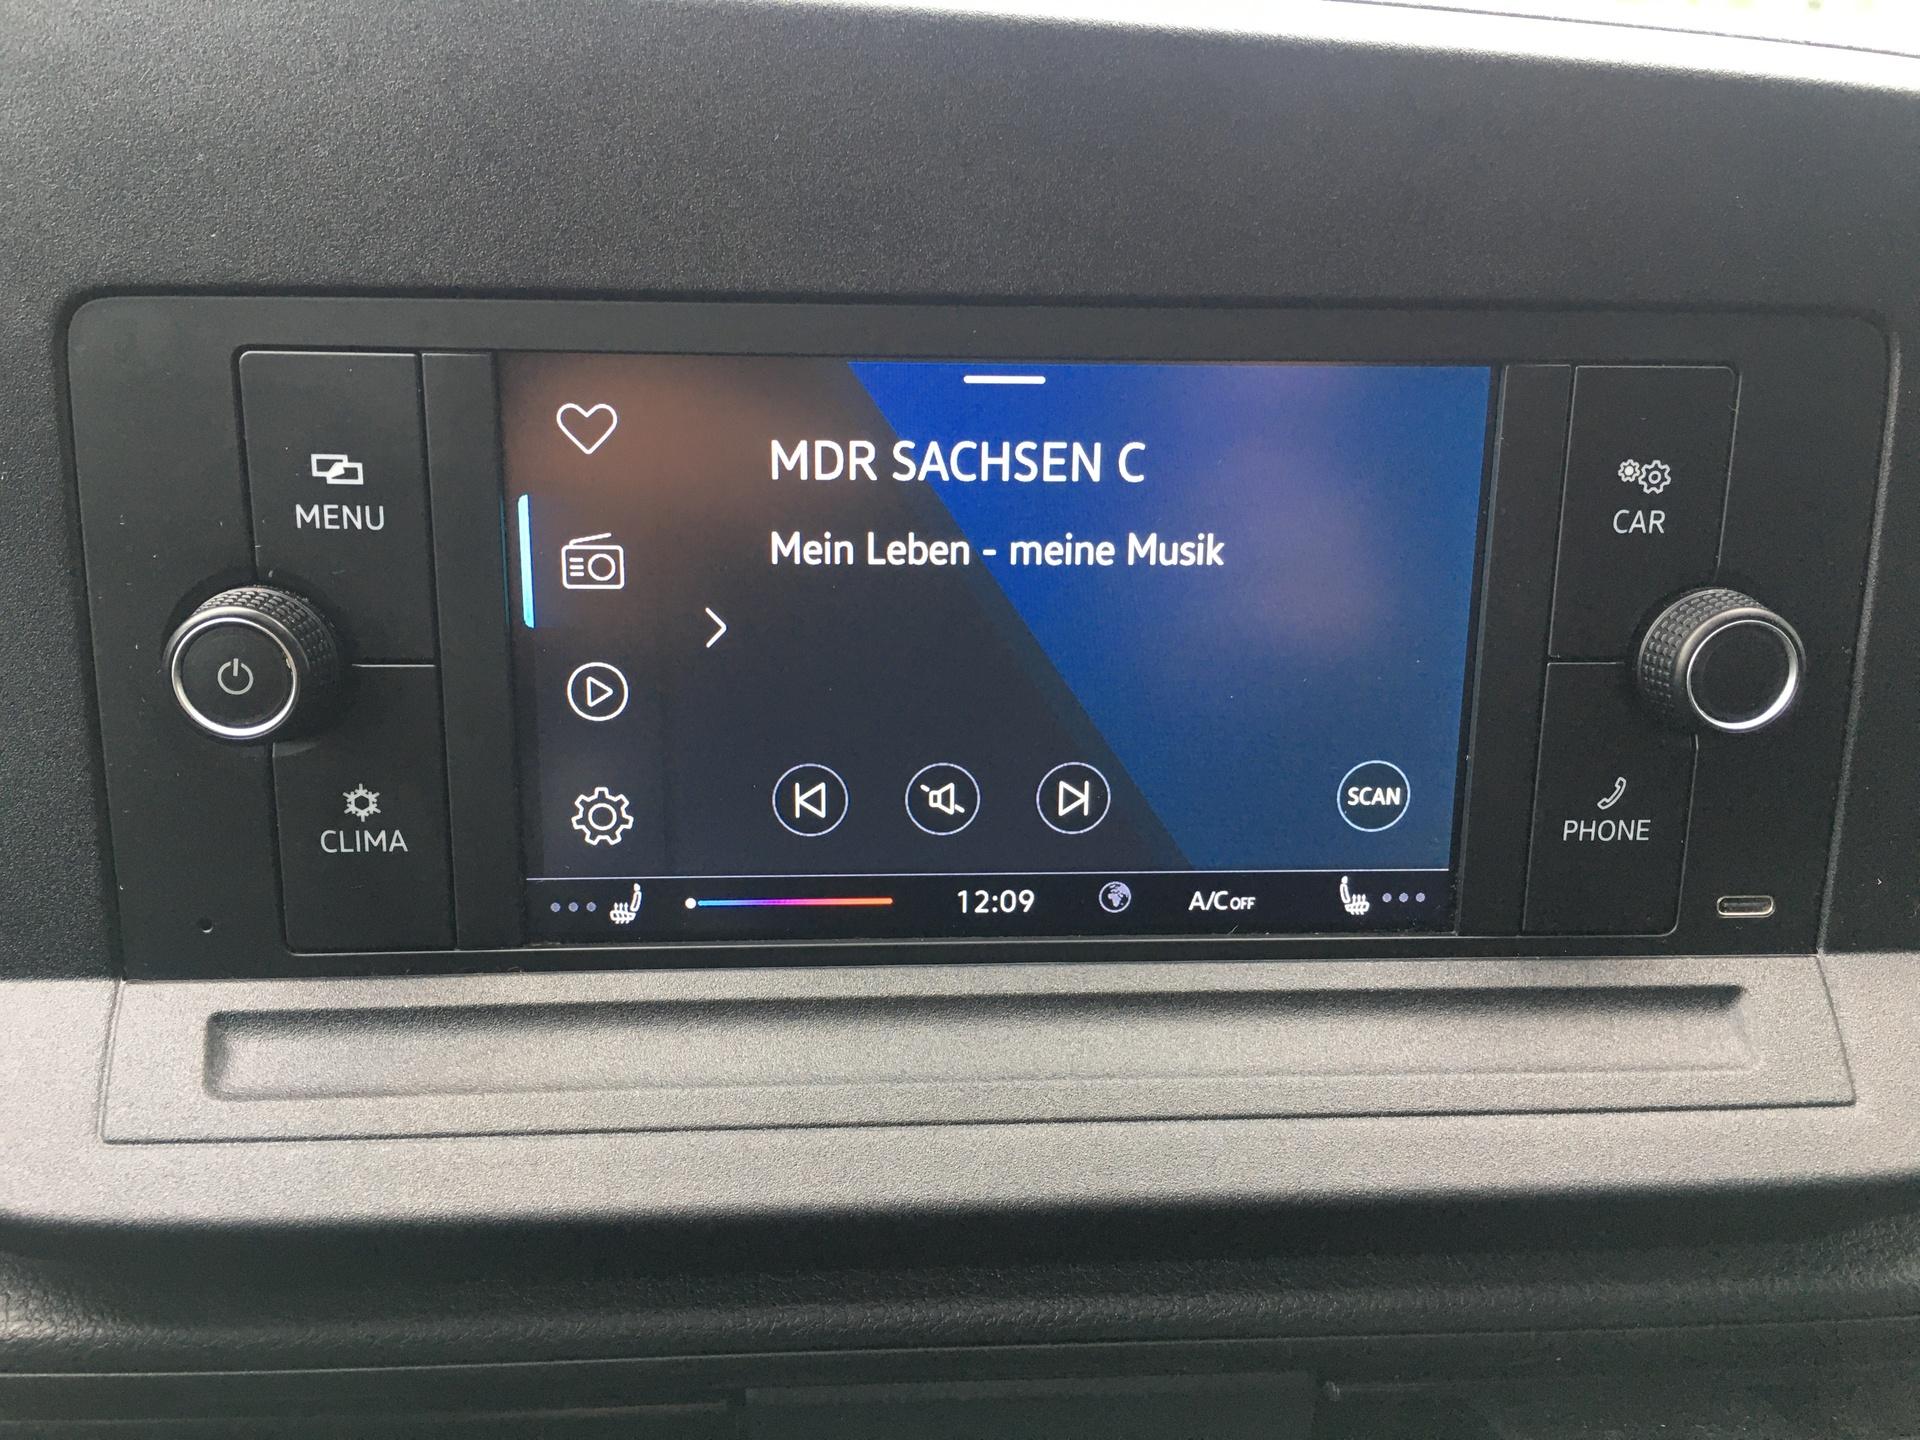 MENU
CLIMA
MDR SACHSEN C
Mein Leben - meine Musik
SCAN
12:09
A/C OFF
CAR
PHONE